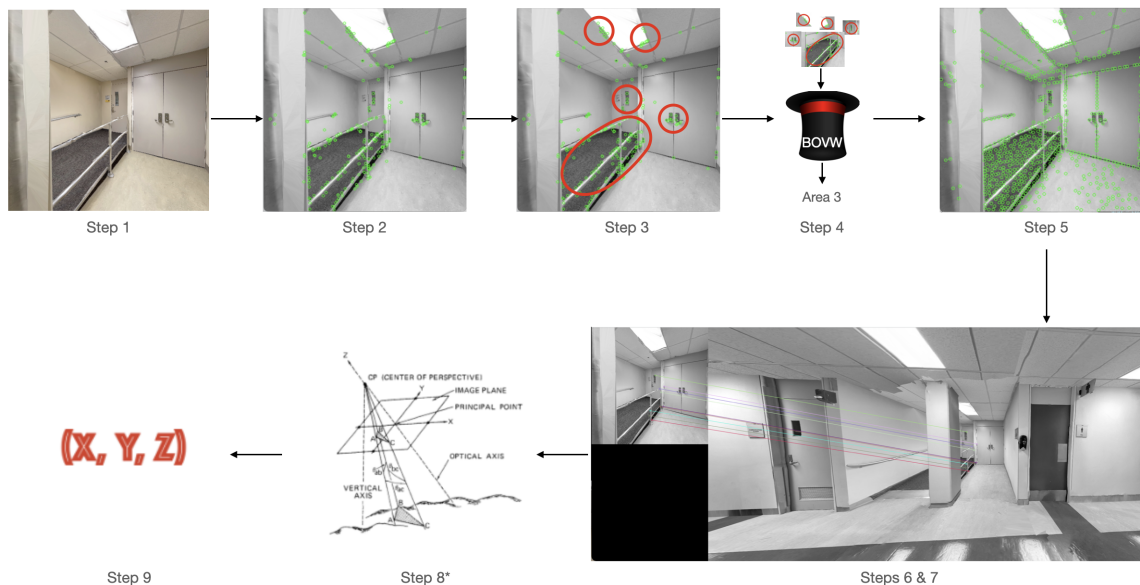 BOVW
Area 3
Step 1
Step 2
Step 3
Step 4
Step 5
Z
CP (CENTER OF PERSPECTIVE)
Y
IMAGE PLANE
PRINCIPAL POINT
X
OPTICAL AXIS
VERTICAL
AXIS
B
A
C
(X, Y, Z)
Step 9
Step 8*
Steps 6 & 7